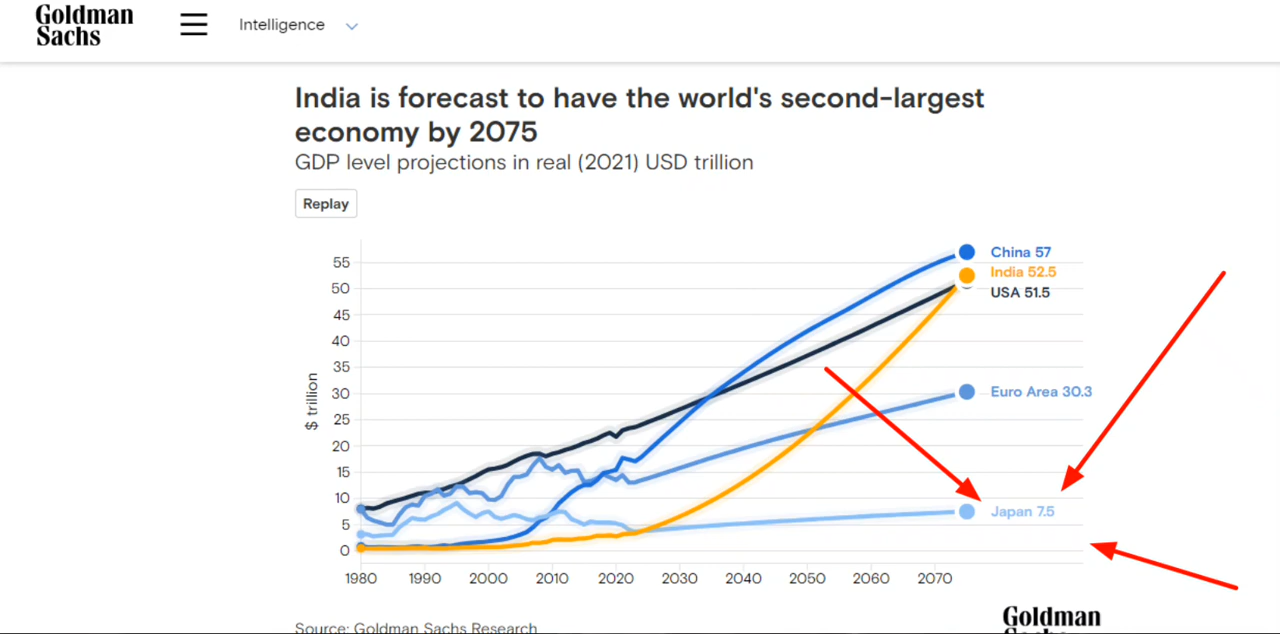 Goldman
Sachs
Intelligence
India is forecast to have the world's second-largest
economy by 2075
GDP level projections in real (2021) USD trillion
Replay
$ trillion
55
50
45
40
35
30
25
20
15
10
5
0
China 57
India 52.5
USA 51.5
Euro Area 30.3
Japan 7.5
1980 1990 2000 2010 2020 2030 2040 2050 2060 2070
Source: Goldman Sachs Research
Goldman
Sachs